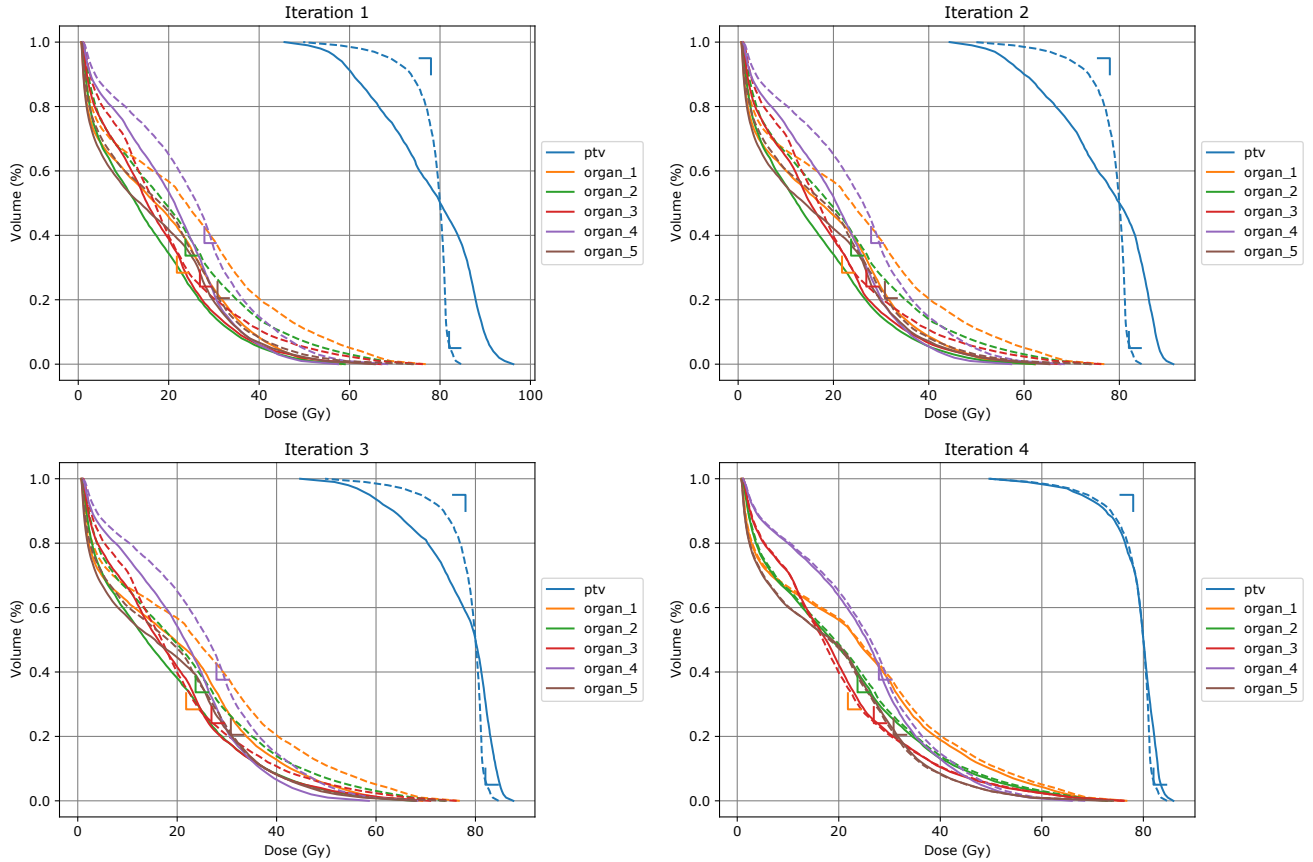 Iteration 1
1.0
0.8
0.6
0.4
0.2
0.0
Volume (%)
0 20 40 60 80 100
Dose (Gy)
ptv
organ_1
organ_2
organ_3
organ_4
organ_5
Iteration 2
1.0
0.8
0.6
0.4
0.2
0.0
Volume (%)
0 20 40 60 80
Dose (Gy)
ptv
organ_1
organ_2
organ_3
organ_4
organ_5
Iteration 3
1.0
0.8
0.6
0.4
0.2
0.0
Volume (%)
0 20 40 60 80
Dose (Gy)
ptv
organ_1
organ_2
organ_3
organ_4
organ_5
Iteration 4
1.0
0.8
0.6
0.4
0.2
0.0
Volume (%)
0 20 40 60 80
Dose (Gy)
ptv
organ_1
organ_2
organ_3
organ_4
organ_5